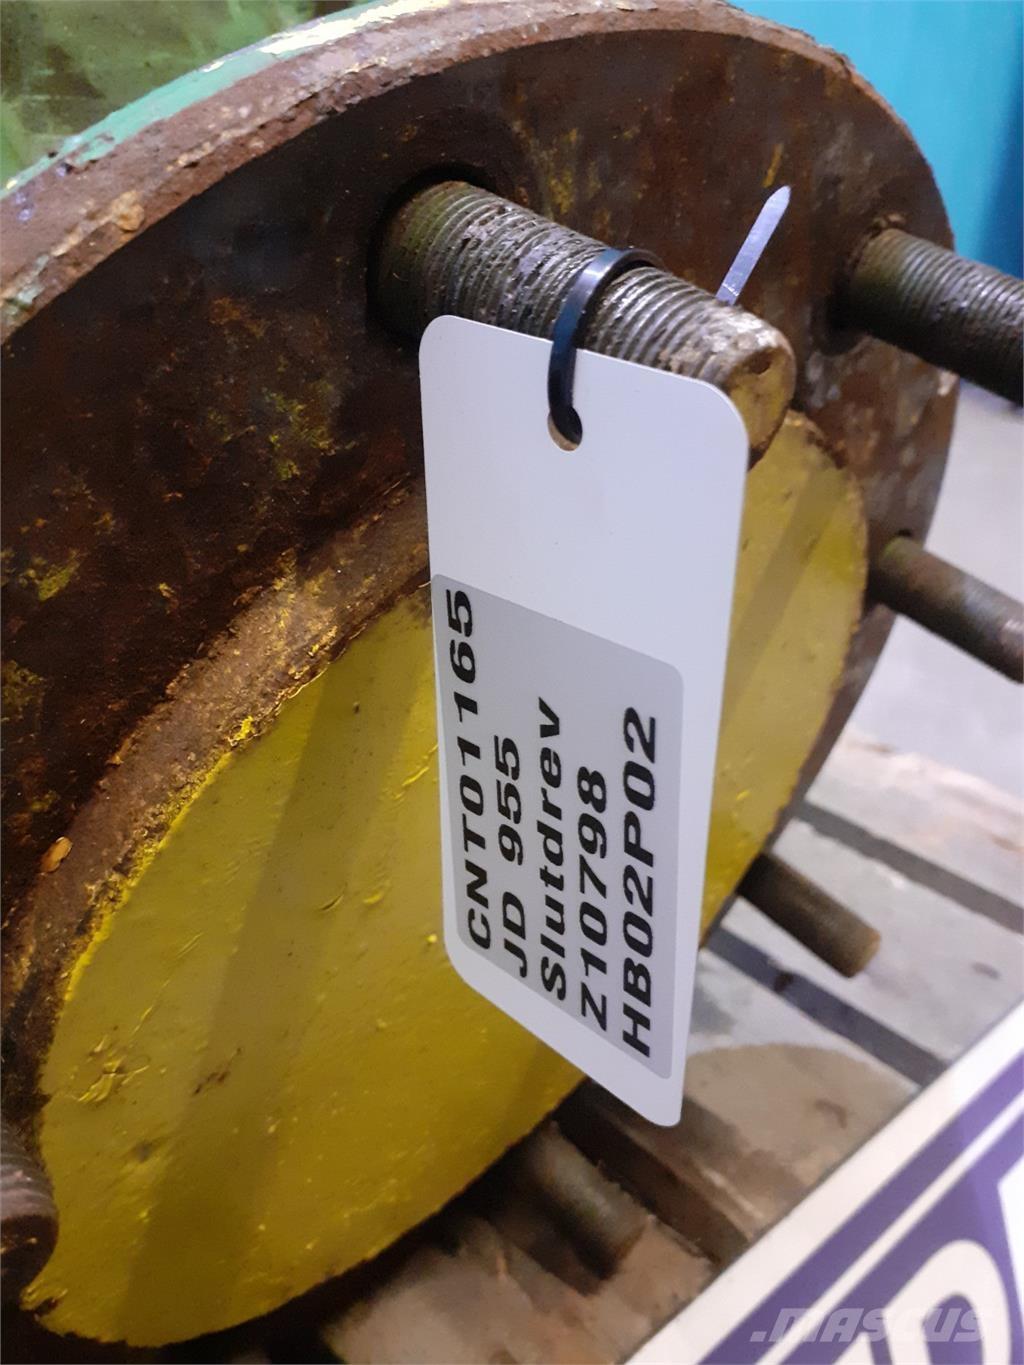 CNT01165
JD 955
Slutdrev
Z10798
HB02P02
.MASCUS